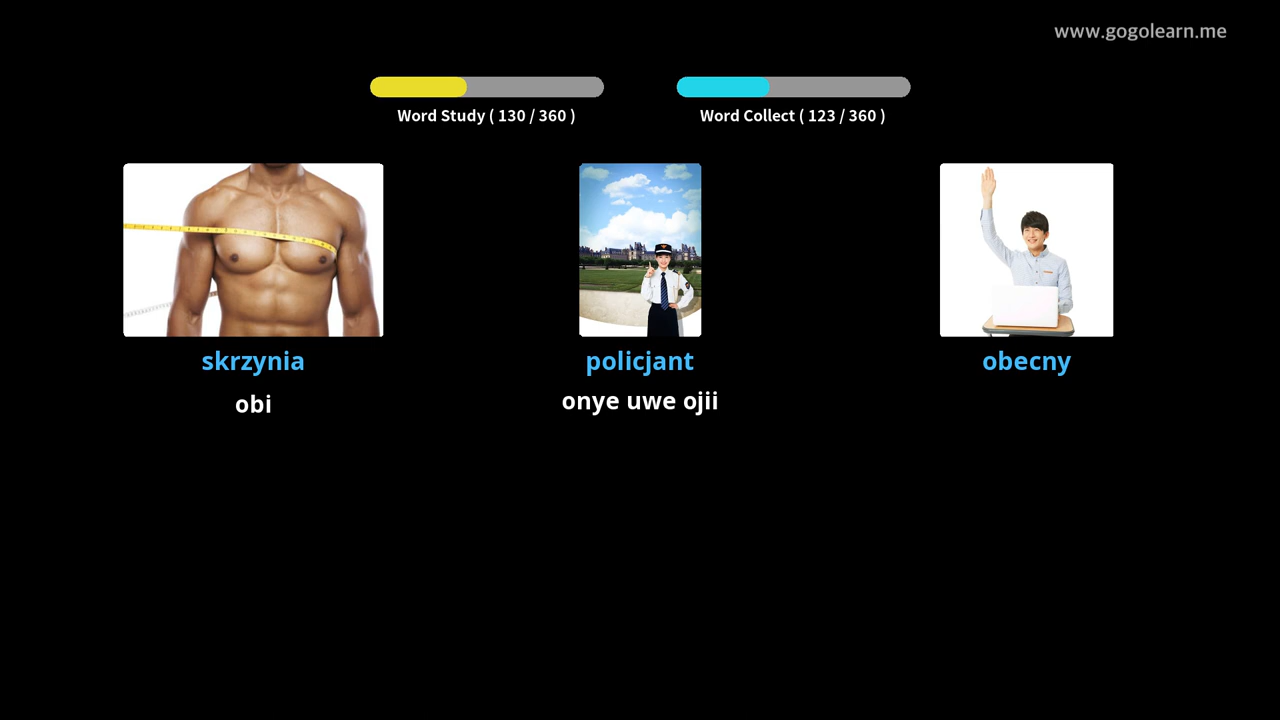 www.gogolearn.me
Word Study ( 130 / 360 )
Word Collect ( 123 / 360 )
skrzynia
policjant
obecny
obi
onye uwe ojii